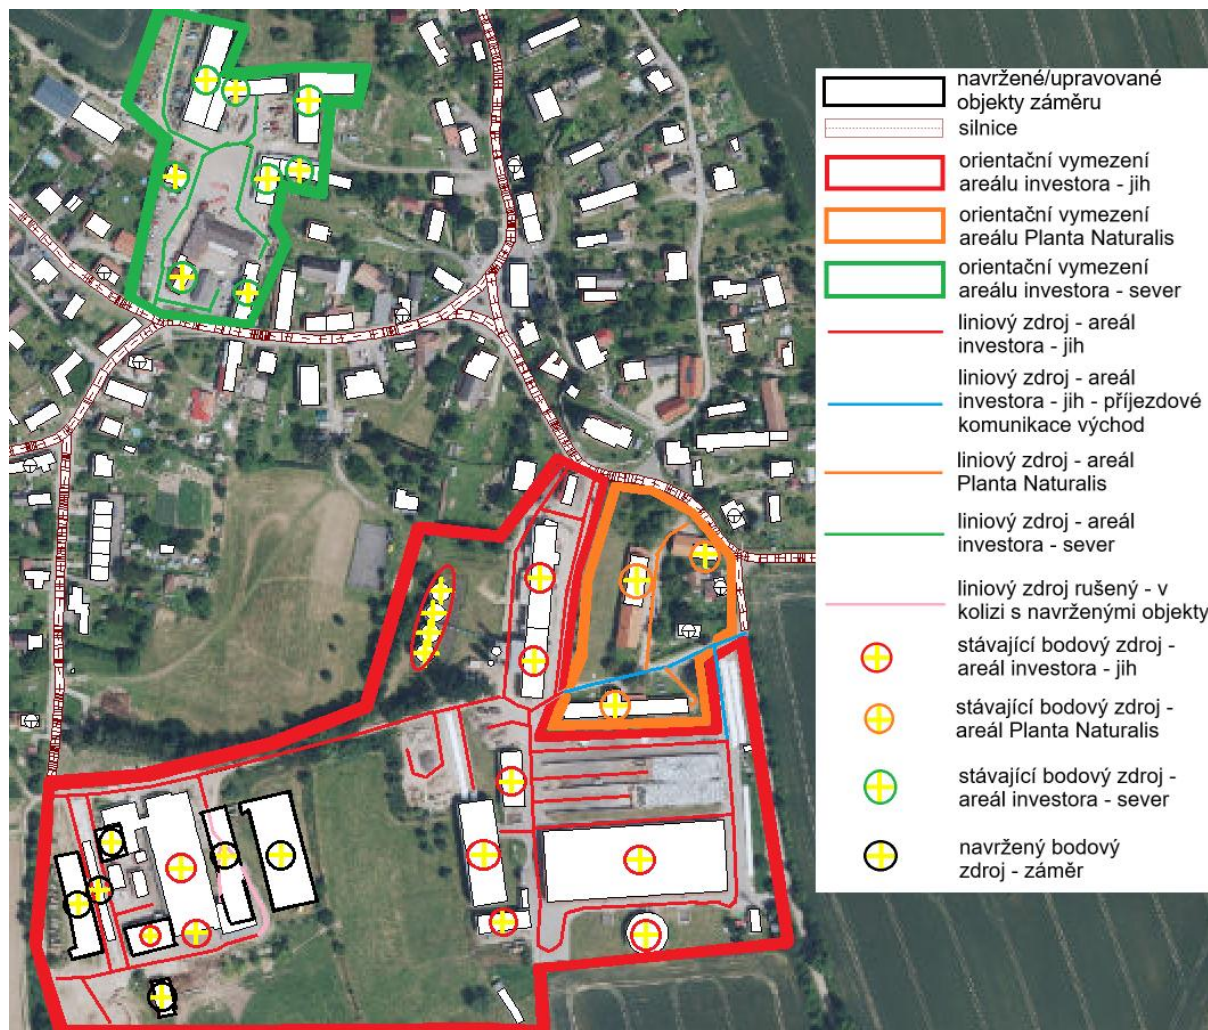 navržené/upravované
objekty záměru
silnice
orientační vymezení
areálu investora - jih
orientační vymezení
areálu Planta Naturalis
orientační vymezení
areálu investora - sever
liniový zdroj - areál
investora - jih
liniový zdroj - areál
investora - jih - příjezdové
komunikace východ
liniový zdroj - areál
Planta Naturalis
liniový zdroj - areál
investora - sever
liniový zdroj rušený - v
kolizi s navrženými objekty
stávající bodový zdroj -
areál investora - jih
stávající bodový zdroj -
areál Planta Naturalis
stávající bodový zdroj -
areál investora - sever
navržený bodový
zdroj - záměr